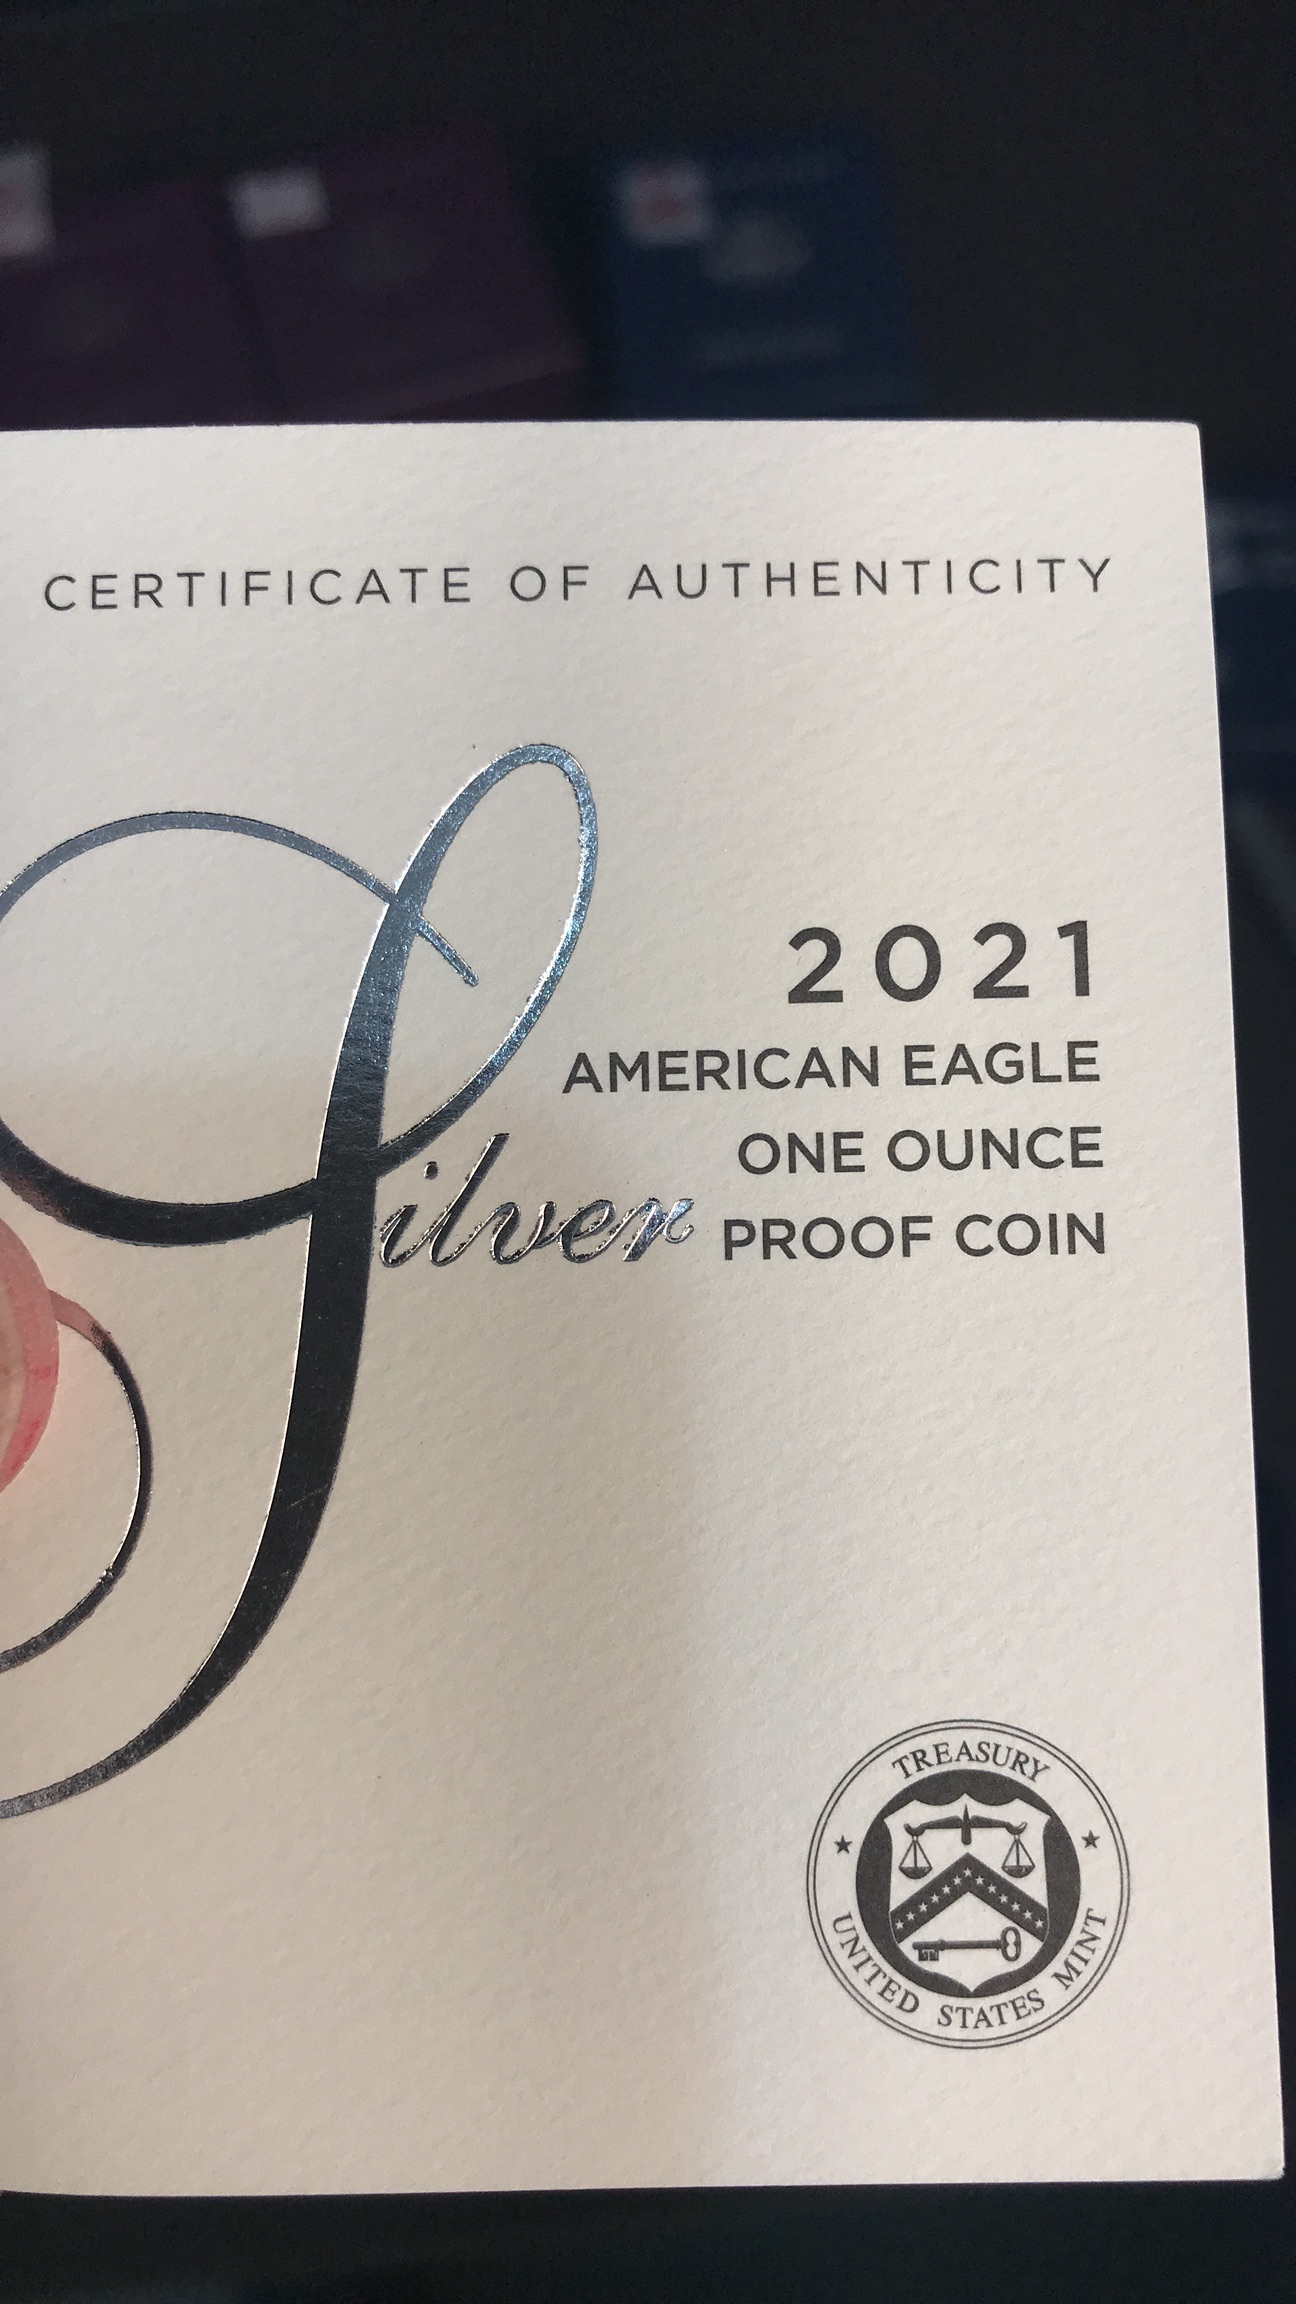 CERTIFICATE OF AUTHENTICITY
2021
AMERICAN EAGLE
ONE OUNCE
Silver PROOF COIN
TREASURY
UNITED STATES MINT